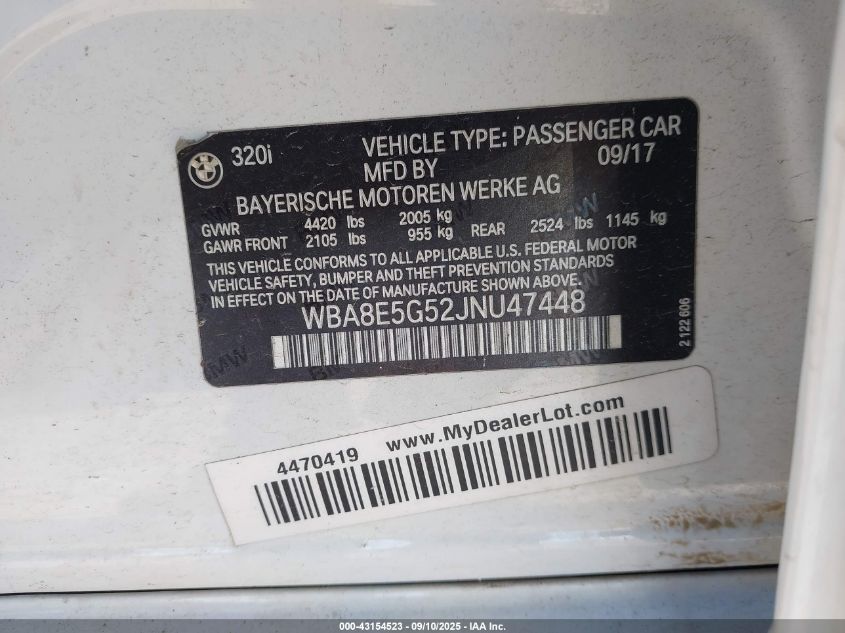 320i VEHICLE TYPE: PASSENGER CAR
MFD BY 09/17
BAYERISCHE MOTOREN WERKE AG
GVWR 4420 lbs 2005 kg
GAWR FRONT 2105 lbs 955 kg REAR 2524 lbs 1145 kg
THIS VEHICLE CONFORMS TO ALL APPLICABLE U.S. FEDERAL MOTOR
VEHICLE SAFETY, BUMPER AND THEFT PREVENTION STANDARDS
IN EFFECT ON THE DATE OF MANUFACTURE SHOWN ABOVE
WBA8E5G52JNU47448
2 122 606
4470419 www.MyDealerLot.com
000-43154523 - 09/10/2025 - IAA Inc.